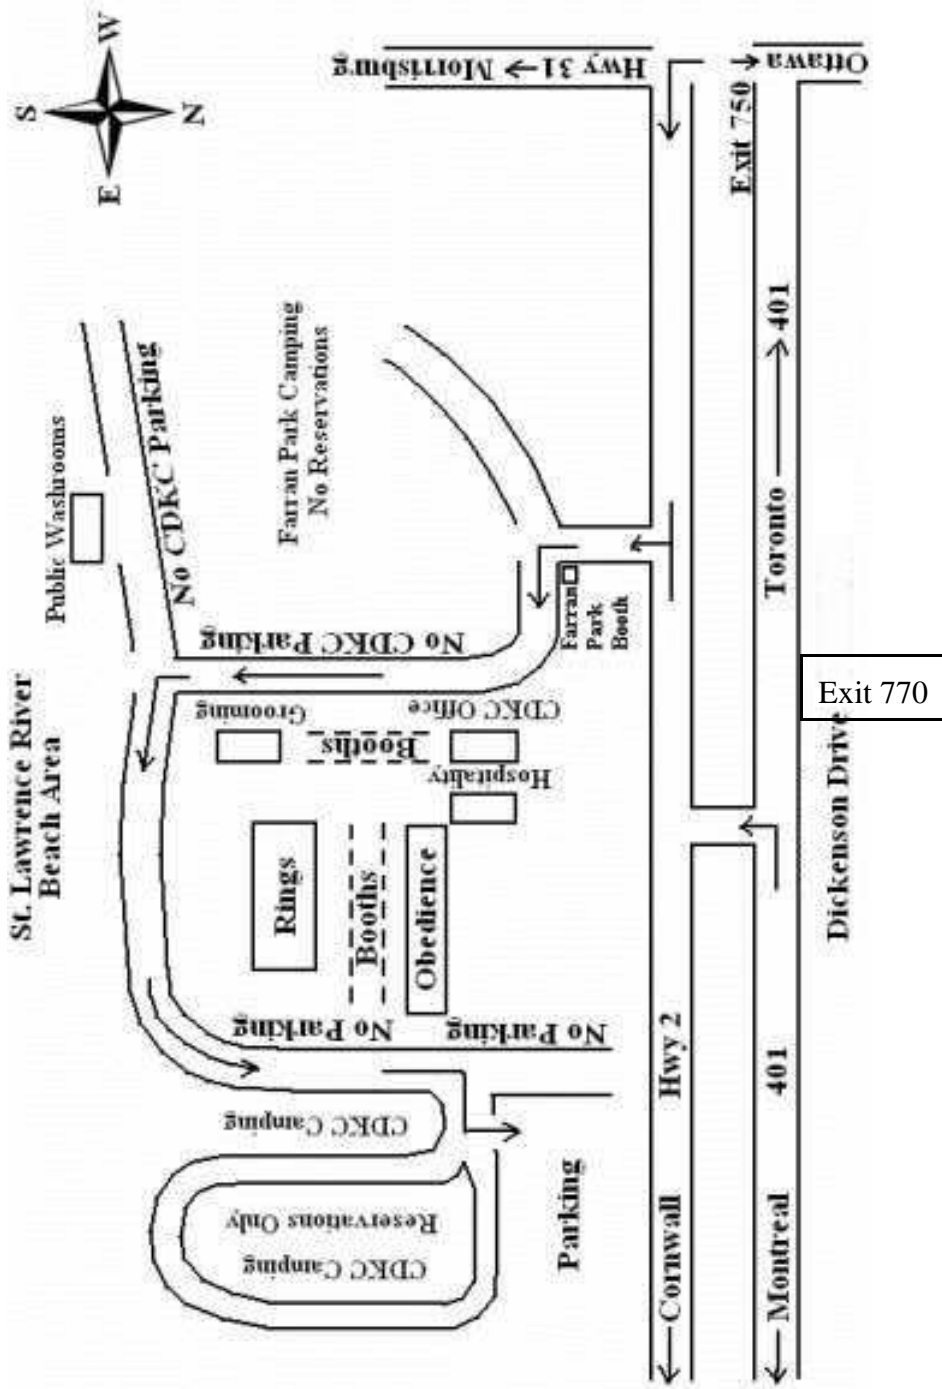 W
S
N
E
Morrisburg ← Hwy 31
Ottawa
Exit 750
Public Washrooms
No CDKC Parking
Farran Park Camping
No Reservations
Toronto → 401
No CDKC Parking
Farran
Park
Booth
Exit 770
Dickenson Drive
St. Lawrence River
Beach Area
Grooming
CDKC Office
Booths
Hospitality
Rings
Booths
Obedience
No Parking
No Parking
Hwy 2
401
CDKC Camping
Parking
CDKC Camping
Reservations Only
← Cornwall
← Montreal